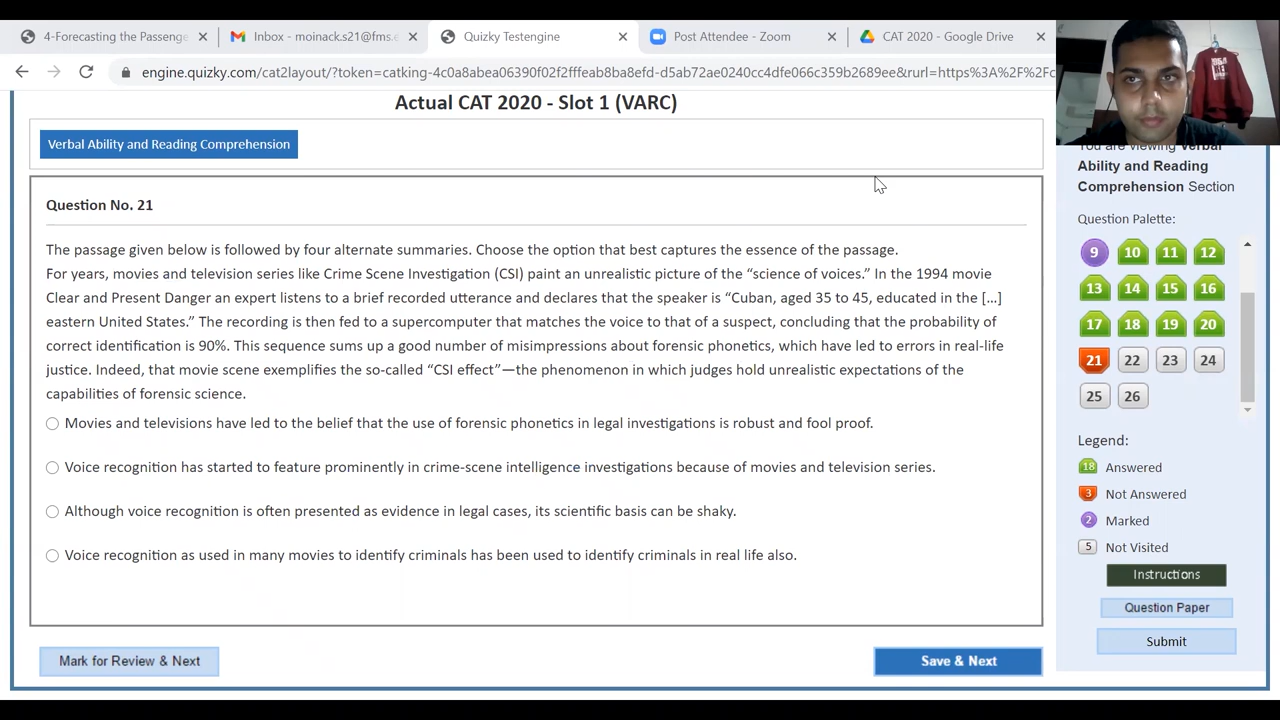 4-Forecasting the Passenge
Inbox - moinack.s21@fms.e
Quizky Testengine
Post Attendee - Zoom
CAT 2020 - Google Drive
engine.quizky.com/cat2layout/?token=catking-4c0a8abea06390f02f2fffeab8ba8efd-d5ab72ae0240cc4dfe066c359b2689ee&rurl=https%3A%2F%2Fc
Actual CAT 2020 - Slot 1 (VARC)
Verbal Ability and Reading Comprehension
Question No. 21
The passage given below is followed by four alternate summaries. Choose the option that best captures the essence of the passage.
For years, movies and television series like Crime Scene Investigation (CSI) paint an unrealistic picture of the “science of voices.” In the 1994 movie
Clear and Present Danger an expert listens to a brief recorded utterance and declares that the speaker is “Cuban, aged 35 to 45, educated in the [...]
eastern United States.” The recording is then fed to a supercomputer that matches the voice to that of a suspect, concluding that the probability of
correct identification is 90%. This sequence sums up a good number of misimpressions about forensic phonetics, which have led to errors in real-life
justice. Indeed, that movie scene exemplifies the so-called “CSI effect”—the phenomenon in which judges hold unrealistic expectations of the
capabilities of forensic science.
Movies and televisions have led to the belief that the use of forensic phonetics in legal investigations is robust and fool proof.
Voice recognition has started to feature prominently in crime-scene intelligence investigations because of movies and television series.
Although voice recognition is often presented as evidence in legal cases, its scientific basis can be shaky.
Voice recognition as used in many movies to identify criminals has been used to identify criminals in real life also.
Mark for Review & Next
Save & Next
You are viewing Verbal
Ability and Reading
Comprehension Section
Question Palette:
9 10 11 12
13 14 15 16
17 18 19 20
21 22 23 24
25 26
Legend:
18 Answered
3 Not Answered
2 Marked
5 Not Visited
Instructions
Question Paper
Submit